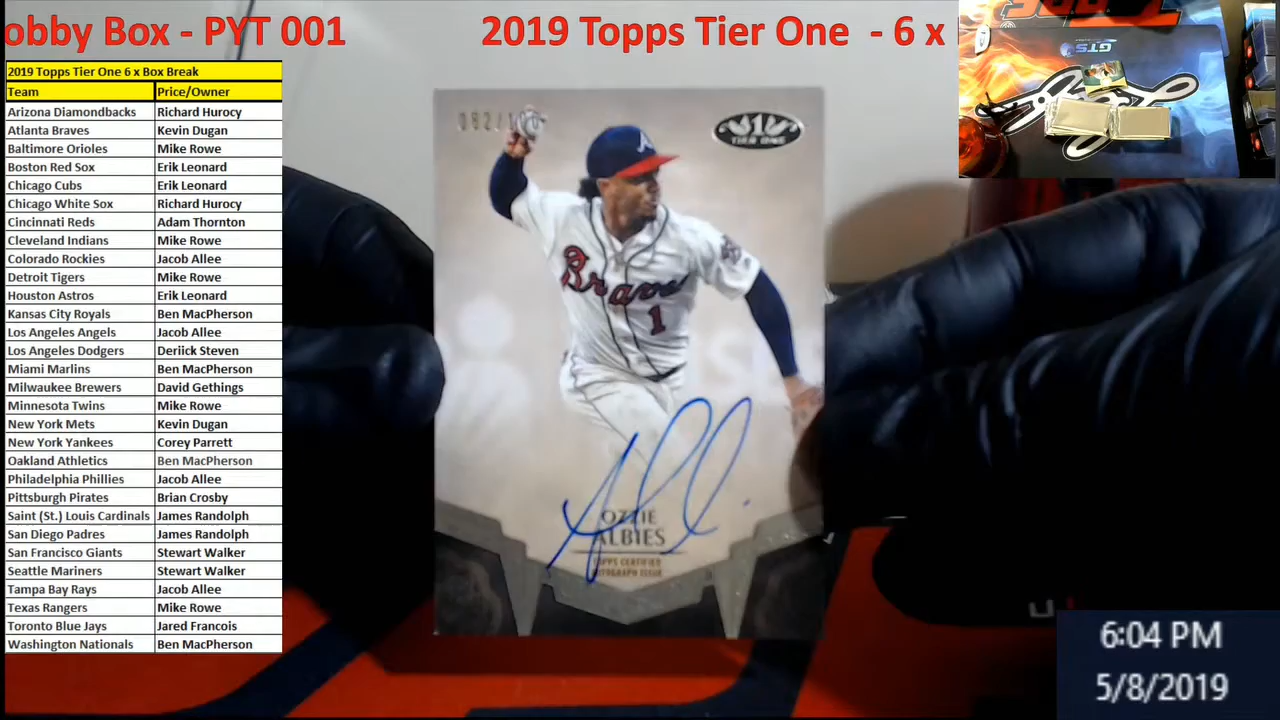 obby Box - PYT 001
2019 Topps Tier One - 6 x
2019 Topps Tier One 6 x Box Break
Team Price/Owner
Arizona Diamondbacks Richard Hurocy
Atlanta Braves Kevin Dugan
Baltimore Orioles Mike Rowe
Boston Red Sox Erik Leonard
Chicago Cubs Erik Leonard
Chicago White Sox Richard Hurocy
Cincinnati Reds Adam Thornton
Cleveland Indians Mike Rowe
Colorado Rockies Jacob Allee
Detroit Tigers Mike Rowe
Houston Astros Erik Leonard
Kansas City Royals Ben MacPherson
Los Angeles Angels Jacob Allee
Los Angeles Dodgers Deriick Steven
Miami Marlins Ben MacPherson
Milwaukee Brewers David Gethings
Minnesota Twins Mike Rowe
New York Mets Kevin Dugan
New York Yankees Corey Parrett
Oakland Athletics Ben MacPherson
Philadelphia Phillies Jacob Allee
Pittsburgh Pirates Brian Crosby
Saint (St.) Louis Cardinals James Randolph
San Diego Padres James Randolph
San Francisco Giants Stewart Walker
Seattle Mariners Stewart Walker
Tampa Bay Rays Jacob Allee
Texas Rangers Mike Rowe
Toronto Blue Jays Jared Francois
Washington Nationals Ben MacPherson
1
TIER ONE
A
Braves
1
OZZIE
ALBIES
TOPPS CERTIFIED
AUTOGRAPH ISSUE
GTS
6:04 PM
5/8/2019